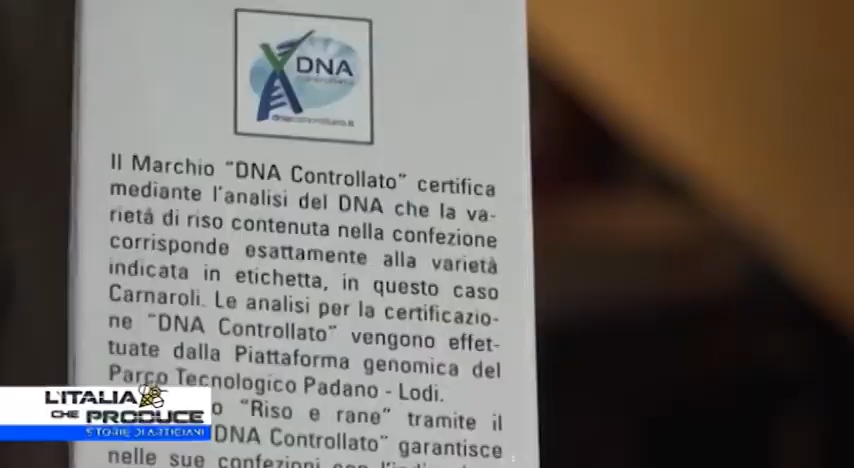 DNA
Il Marchio "DNA Controllato" certifica
mediante l'analisi del DNA che la va-
rietá di riso contenuta nella confezione
corrisponde esattamente alla varietà
indicata in etichetta, in questo caso
Carnaroli. Le analisi per la certificazio-
ne "DNA Controllato" vengono effet-
tuate dalla Piattaforma genomica del
Parco Tecnologico Padano - Lodi.
"Riso e rane" tramite il
DNA Controllato" garantisce
nelle sue confezioni
L'ITALIA
CHE PRODUCE
STORIE DI ARTIGIANI